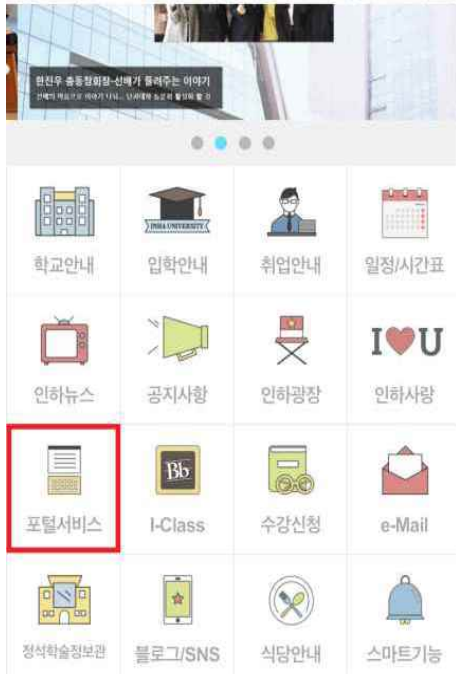 한진우 총동창회장-선배가 들려주는 이야기
INHA UNIVERSITY
학교안내
입학안내
취업안내
일정/시간표
I U
인하뉴스
공지사항
인하광장
인하사랑
Bb
포털서비스
I-Class
수강신청
e-Mail
정석학술정보관
블로그/SNS
식당안내
스마트기능